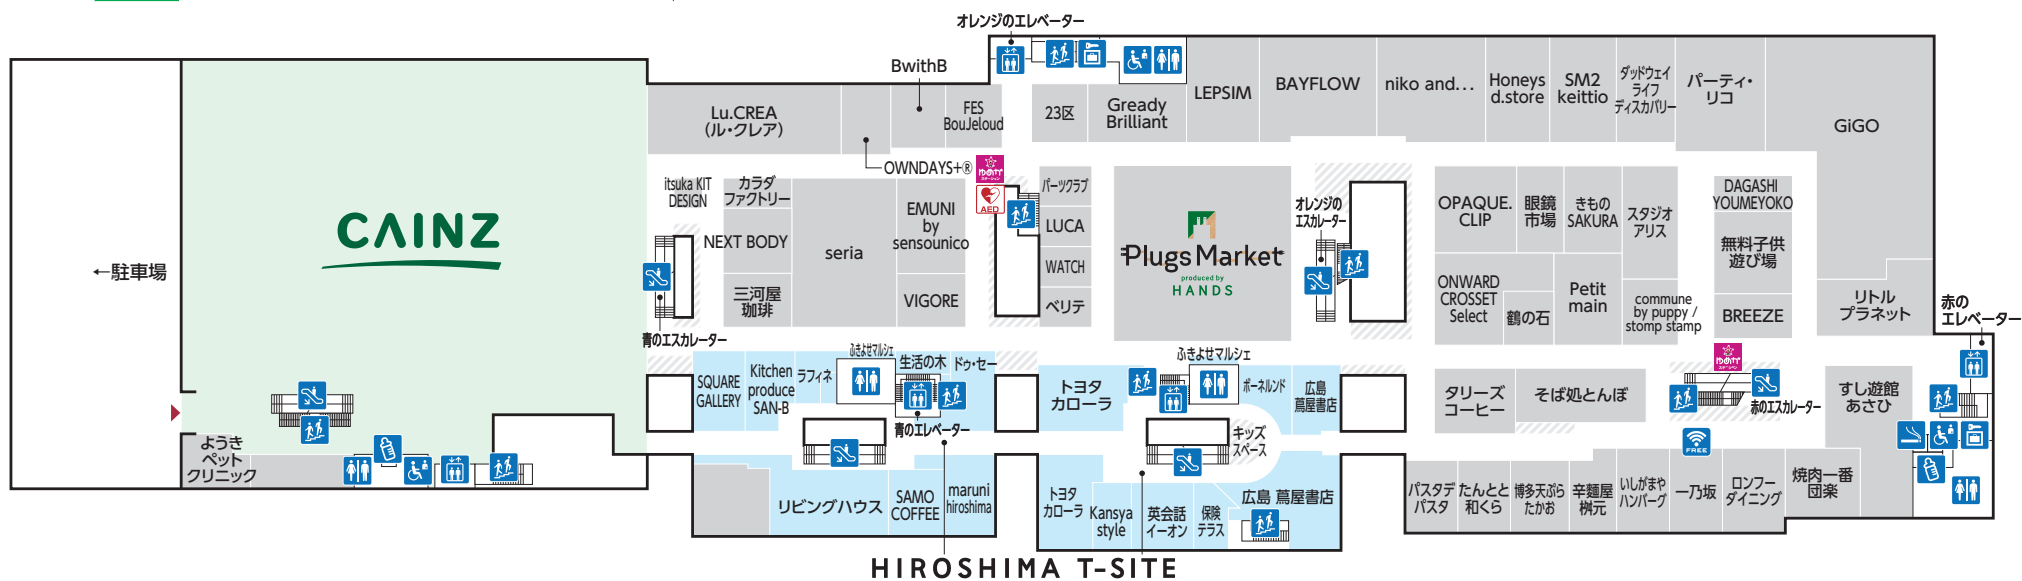 オレンジのエレベーター
BwithB
Lu.CREA
(ル・クレア)
FES
BouJeloud
23区
Gready
Brilliant
LEPSIM
BAYFLOW
niko and...
Honeys
d.store
SM2
keittio
ダッドウェイ
ライフ
ディスカバリー
パーティ・
リコ
GiGO
OWNDAYS+®
ゆめか
ステーション
AED
itsuka KIT
DESIGN
カラダ
ファクトリー
NEXT BODY
三河屋
珈琲
seria
EMUNI
by
sensounico
VIGORE
パーツクラブ
LUCA
WATCH
ベリテ
Plugs Market
produced by
HANDS
オレンジの
エスカレーター
OPAQUE.
CLIP
眼鏡
市場
きもの
SAKURA
スタジオ
アリス
DAGASHI
YOUMEYOKO
無料子供
遊び場
BREEZE
ONWARD
CROSSET
Select
鶴の石
Petit
main
commune
by puppy /
stomp stamp
リトル
プラネット
赤の
エレベーター
CAINZ
←駐車場
青のエスカレーター
SQUARE
GALLERY
Kitchen
produce
SAN-B
ラフィネ
ふきよせマルシェ
生活の木
ドゥ・セー
青のエレベーター
トヨタ
カローラ
ふきよせマルシェ
ボーネルンド
広島
蔦屋書店
キッズ
スペース
タリーズ
コーヒー
そば処とんぼ
ゆめか
ステーション
赤のエスカレーター
すし遊館
あさひ
FREE
ようき
ペット
クリニック
リビングハウス
SAMO
COFFEE
maruni
hiroshima
トヨタ
カローラ
Kansya
style
英会話
イーオン
保険
テラス
広島 蔦屋書店
パスタデ
パスタ
たんとと
和くら
博多天ぷら
たかお
辛麺屋
桝元
いしがまや
ハンバーグ
一乃坂
ロンフー
ダイニング
焼肉一番
団楽
HIROSHIMA T-SITE